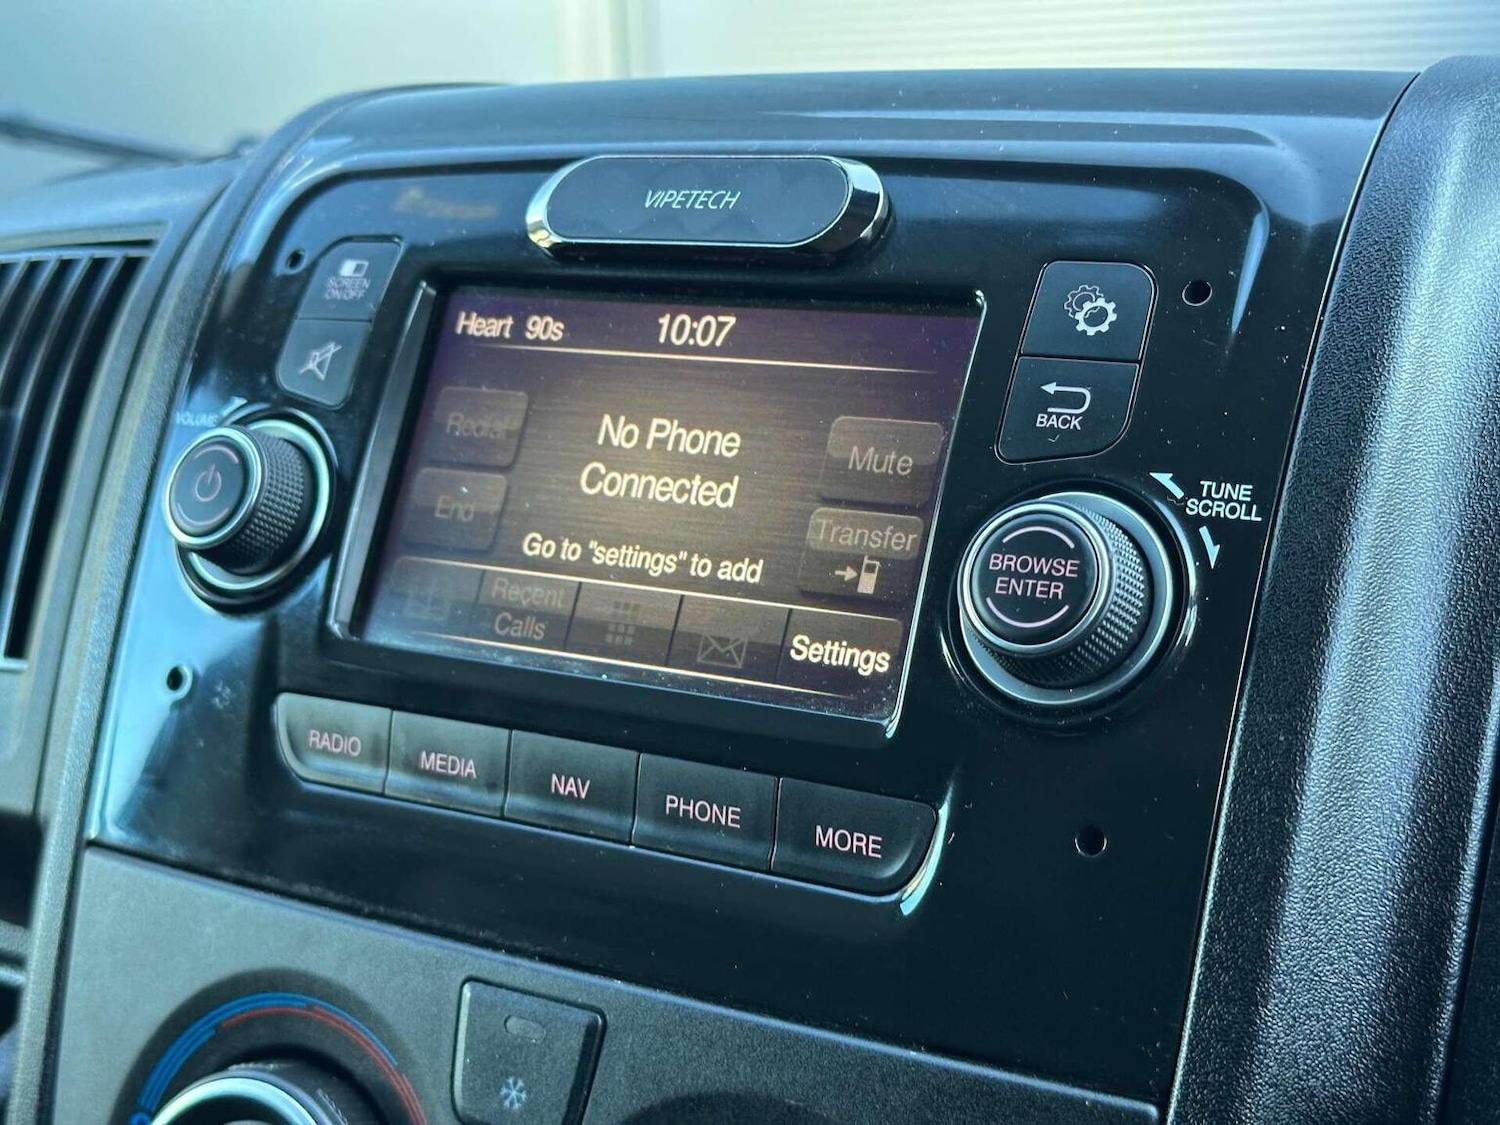 VIPETECH
SCREEN
ON/OFF
Heart 90s
10:07
Redial
No Phone
Connected
Mute
End
Go to "settings" to add
Transfer
Recent
Calls
Settings
BACK
VOLUME
TUNE
SCROLL
BROWSE
ENTER
RADIO
MEDIA
NAV
PHONE
MORE